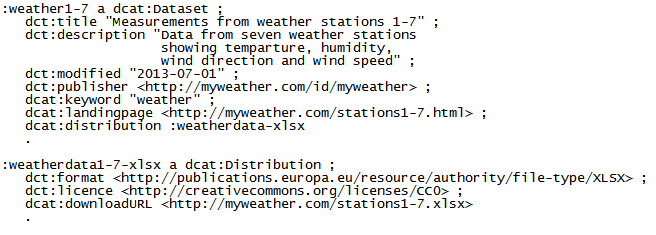 :weather1-7 a dcat:Dataset ;
dct:title "Measurements from weather stations 1-7" ;
dct:description "Data from seven weather stations
showing temparture, humidity,
wind direction and wind speed" ;
dct:modified "2013-07-01" ;
dct:publisher <http://myweather.com/id/myweather> ;
dcat:keyword "weather" ;
dcat:landingpage <http://myweather.com/stations1-7.html> ;
dcat:distribution :weatherdata-xlsx
.
:weatherdata1-7-xlsx a dcat:Distribution ;
dct:format <http://publications.europa.eu/resource/authority/file-type/XLSX> ;
dct:licence <http://creativecommons.org/licenses/CC0> ;
dcat:downloadURL <http://myweather.com/stations1-7.xlsx>
.